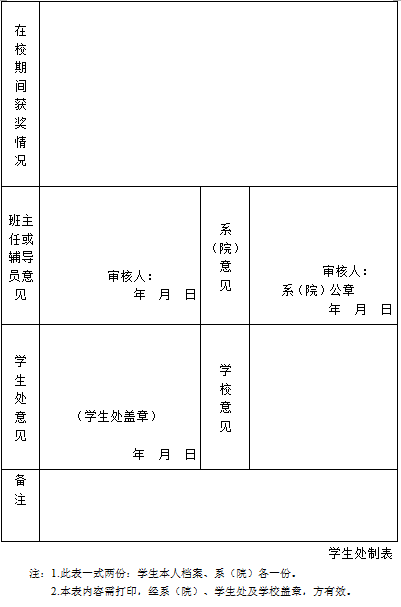 在
校
期
间
获
奖
情
况
班主
任或
辅导
员意
见
审核人：
年 月 日
系
（院）
意
见
审核人：
系（院）公章
年 月 日
学
生
处
意
见
（学生处盖章）
年 月 日
学
校
意
见
备
注
学生处制表
注：1.此表一式两份：学生本人档案、系（院）各一份。
2.本表内容需打印，经系（院）、学生处及学校盖章，方有效。